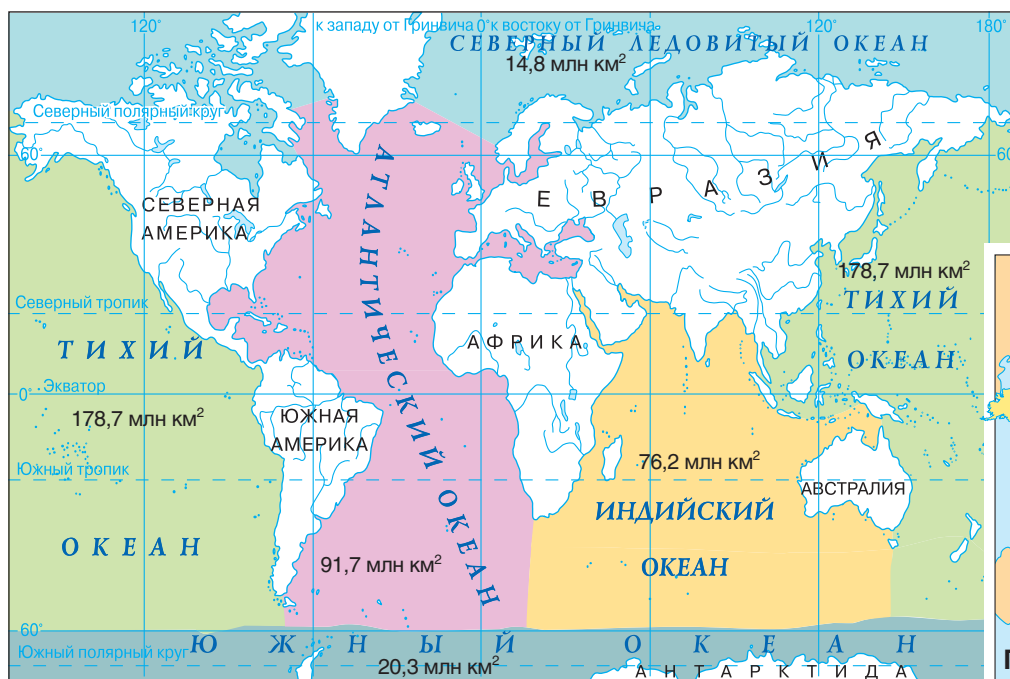 120° к западу от Гринвича 0° к востоку от Гринвича 120° 180°
СЕВЕРНЫЙ ЛЕДОВИТЫЙ ОКЕАН
14,8 млн км²
Северный полярный круг
60° 60
АТЛАНТИЧЕСКИЙ ОКЕАН
ЕВРАЗИЯ
СЕВЕРНАЯ
АМЕРИКА
178,7 млн км²
Северный тропик
ТИХИЙ
АФРИКА
ТИХИЙ
ОКЕАН
Экватор
0° 0°
178,7 млн км²
ЮЖНАЯ
АМЕРИКА
76,2 млн км²
Южный тропик
АВСТРАЛИЯ
ИНДИЙСКИЙ
ОКЕАН
ОКЕАН
91,7 млн км²
60°
ЮЖНЫЙ ОКЕАН
Южный полярный круг
20,3 млн км²
АНТАРКТИДА